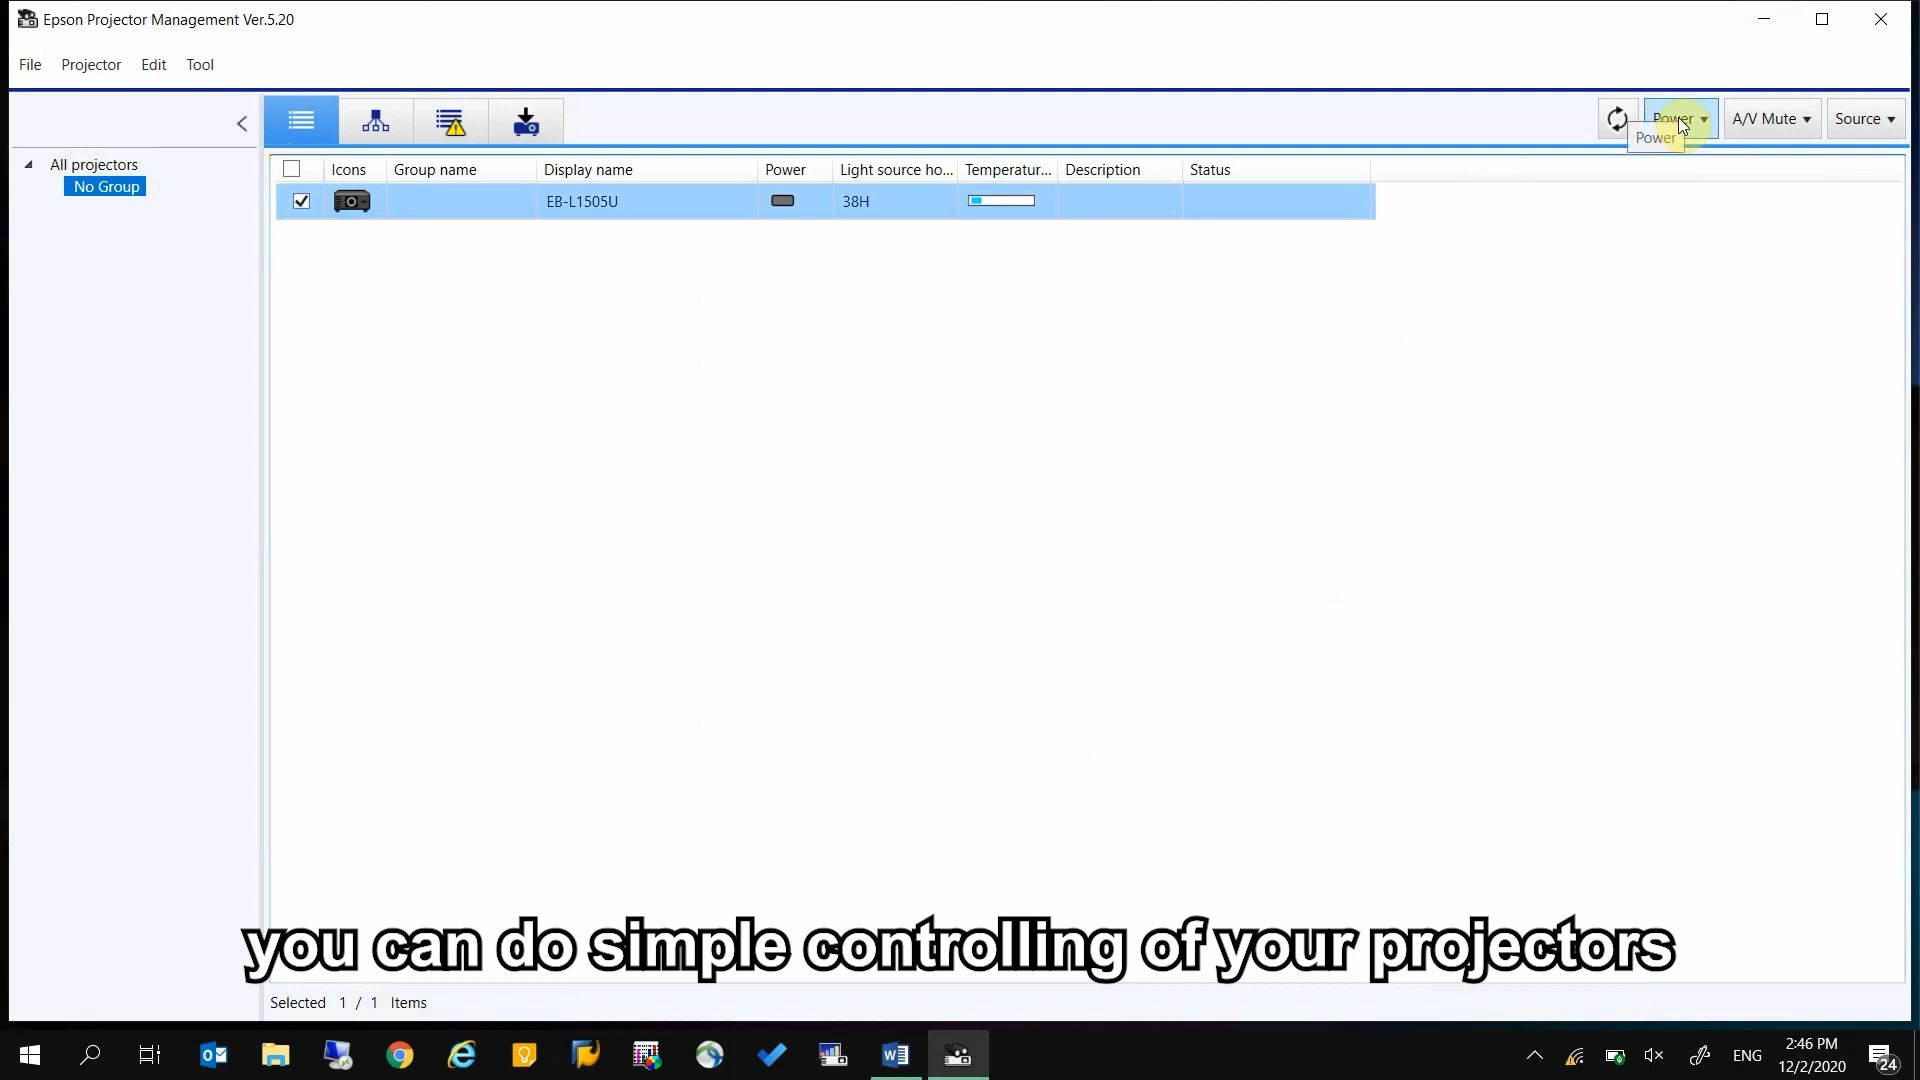 Epson Projector Management Ver.5.20
File Projector Edit Tool
Power A/V Mute Source
Power
All projectors
No Group
Icons Group name Display name Power Light source ho... Temperatur... Description Status
EB-L1505U 38H
you can do simple controlling of your projectors
Selected 1 / 1 Items
2:46 PM
ENG
12/2/2020
24